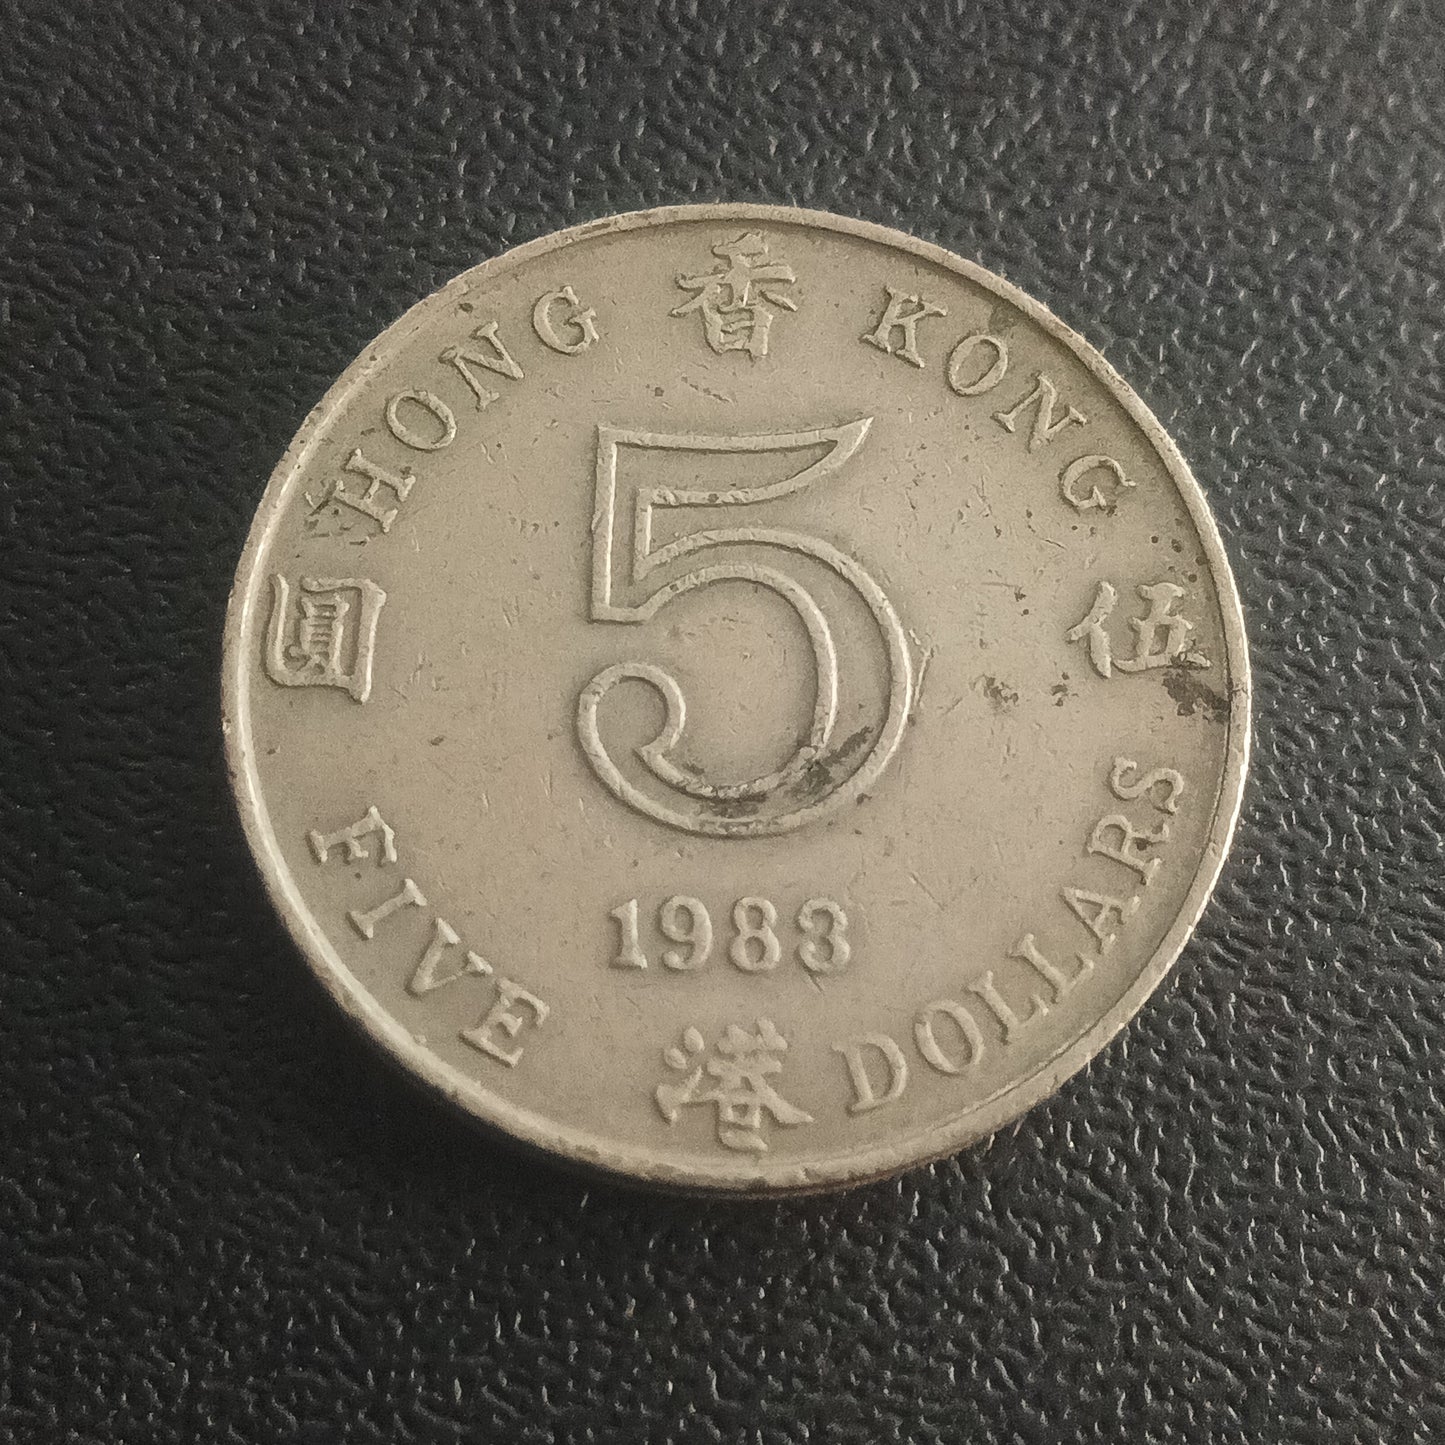 HONG 香 KONG
圓 伍
5
1983
FIVE 港 DOLLARS